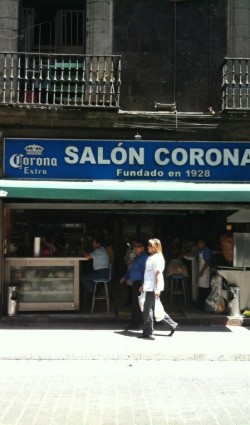 Corona
Extra
SALÓN CORONA
Fundado en 1928